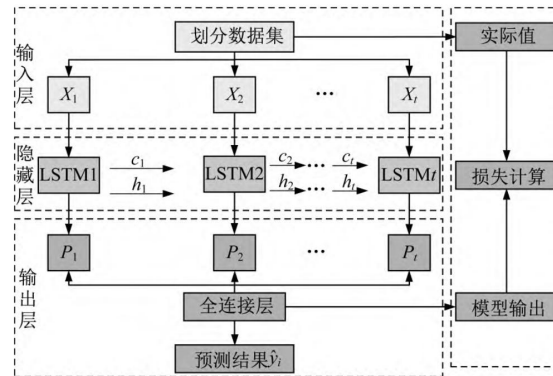 划分数据集
实际值
输入层
X1
X2
...
Xt
隐藏层
LSTM1
c1
h1
LSTM2
c2
...
ct
h2
...
ht
LSTMt
损失计算
输出层
P1
P2
...
Pt
全连接层
模型输出
预测结果ŷi